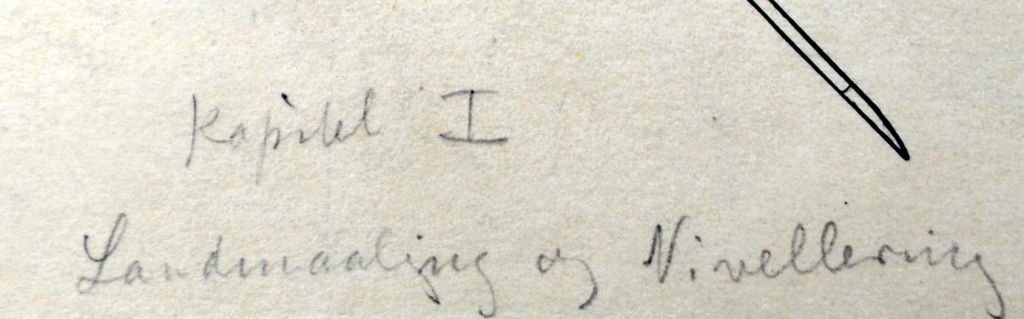 Kapitel I
Landmaaling og Nivellering